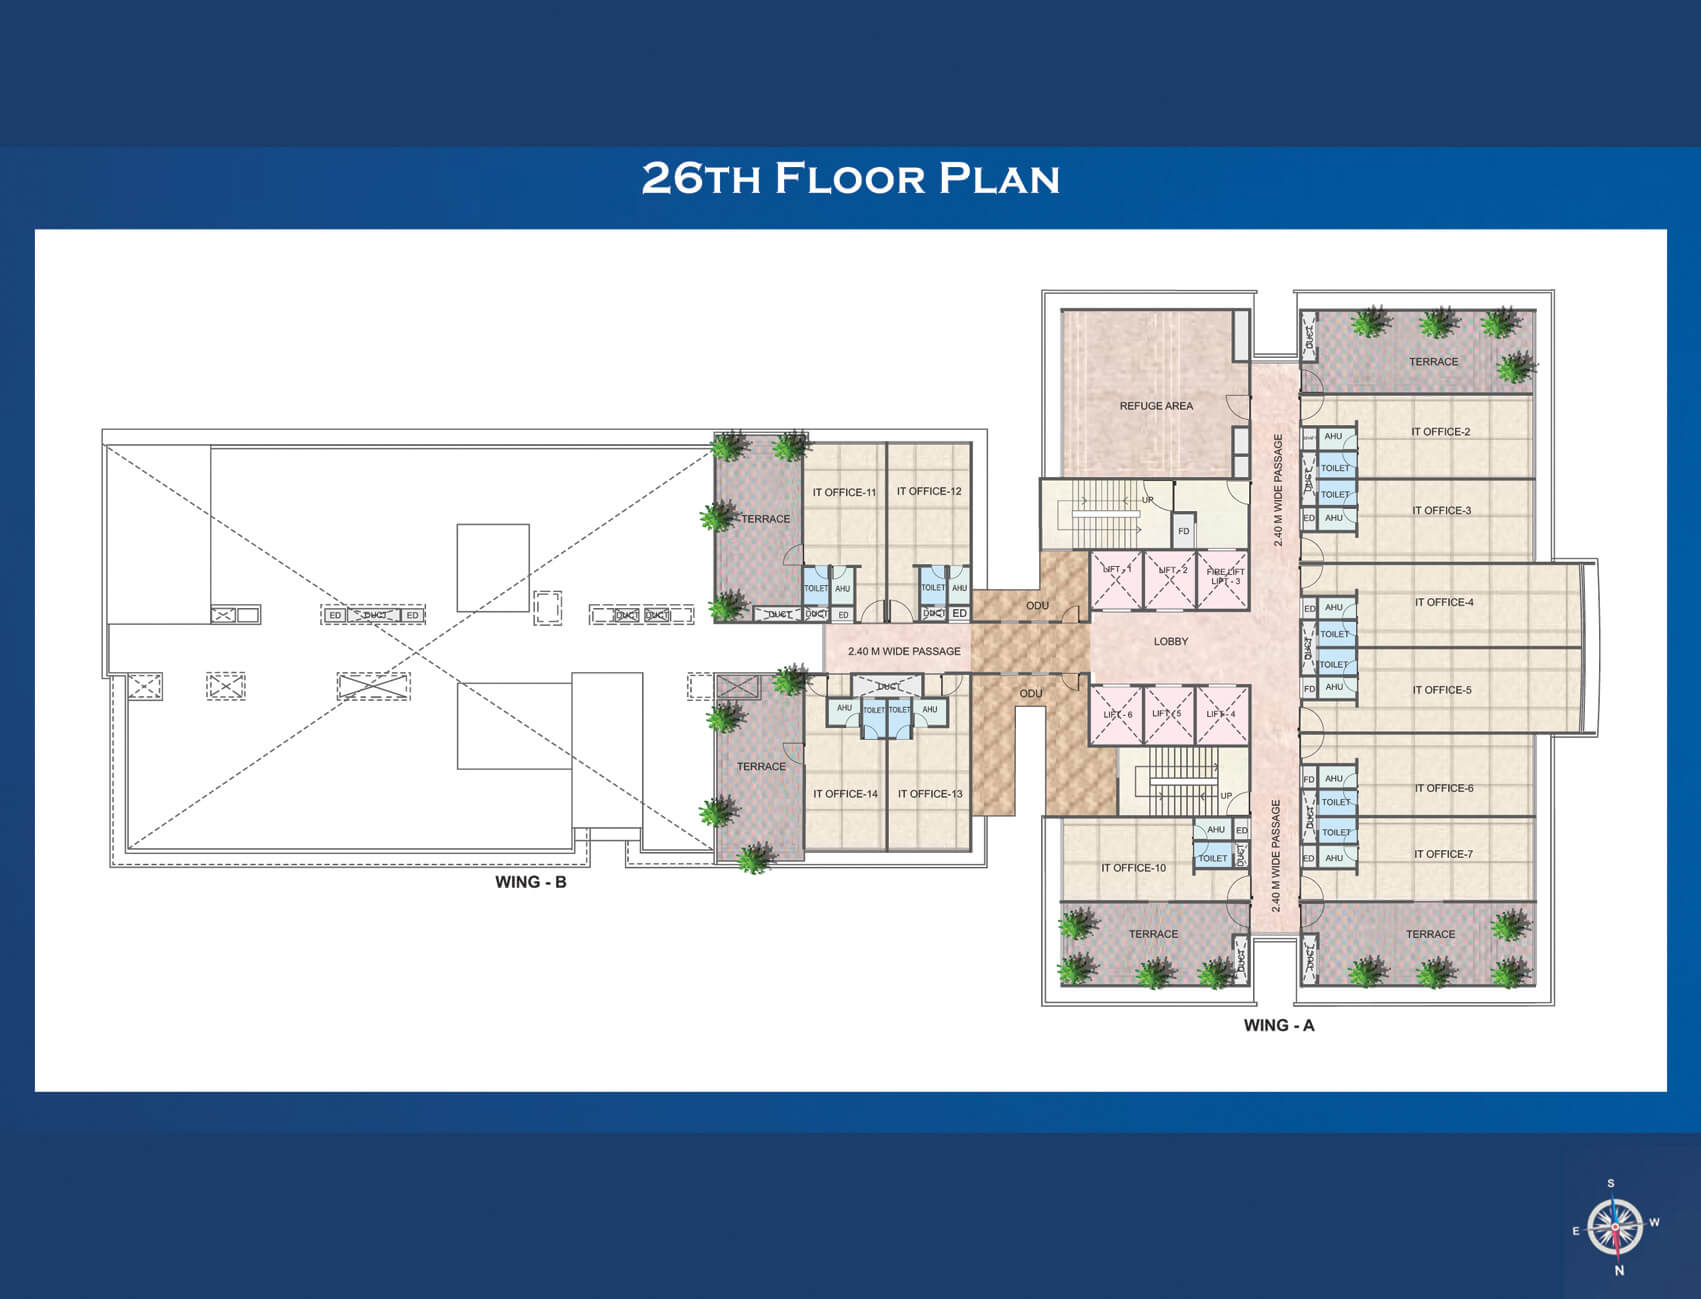 26TH FLOOR PLAN
DUCT
TERRACE
REFUGE AREA
2.40 M WIDE PASSAGE
IT OFFICE-2
AHU
TOILET
DUCT
TOILET
IT OFFICE-3
ED
AHU
UP
FD
IT OFFICE-11
IT OFFICE-12
TERRACE
LIFT - 1
LIFT - 2
FIRE LIFT
LIFT - 3
TOILET
AHU
TOILET
AHU
ODU
IT OFFICE-4
ED
AHU
DUCT
DUCT
ED
DUCT
ED
ED
DUCT
ED
DUCT
DUCT
TOILET
DUCT
TOILET
LOBBY
2.40 M WIDE PASSAGE
FD
AHU
IT OFFICE-5
DUCT
ODU
AHU
TOILET
TOILET
AHU
LIFT - 6
LIFT - 5
LIFT - 4
TERRACE
IT OFFICE-14
IT OFFICE-13
UP
FD
AHU
IT OFFICE-6
TOILET
DUCT
TOILET
AHU
ED
2.40 M WIDE PASSAGE
IT OFFICE-7
ED
AHU
TOILET
DUCT
IT OFFICE-10
WING - B
TERRACE
TERRACE
DUCT
DUCT
WING - A
S
E
W
N